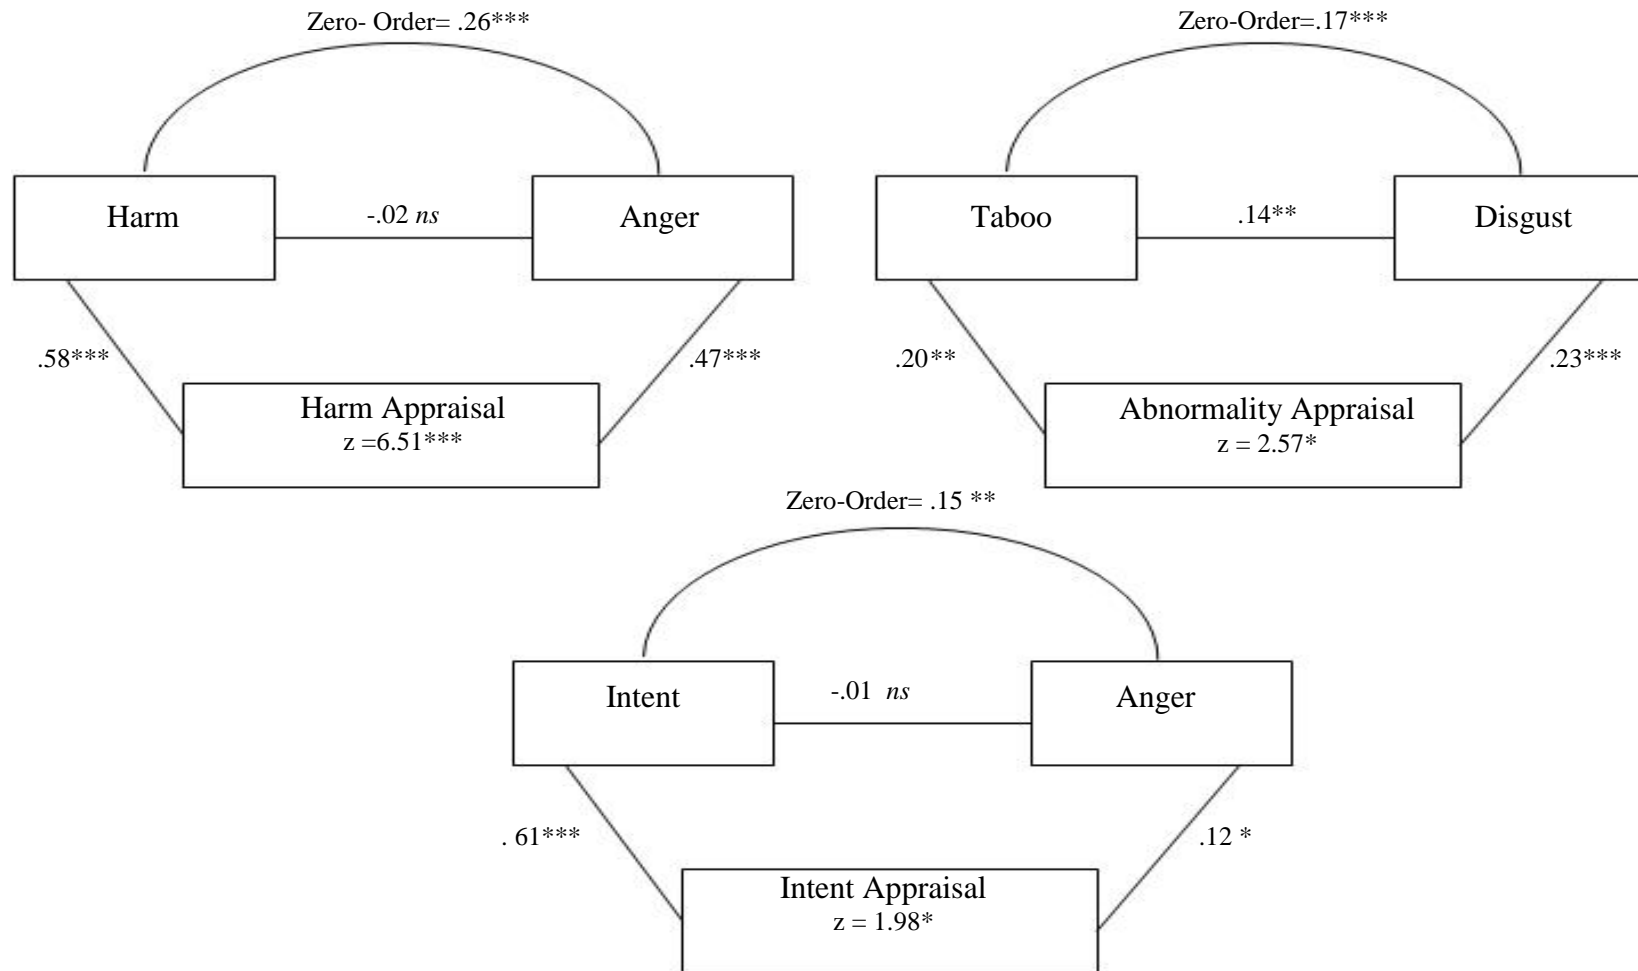 Zero- Order= .26***
Harm
-.02 ns
Anger
.58***
.47***
Harm Appraisal
z =6.51***
Zero-Order=.17***
Taboo
.14**
Disgust
.20**
.23***
Abnormality Appraisal
z = 2.57*
Zero-Order= .15 **
Intent
-.01 ns
Anger
. 61***
.12 *
Intent Appraisal
z = 1.98*